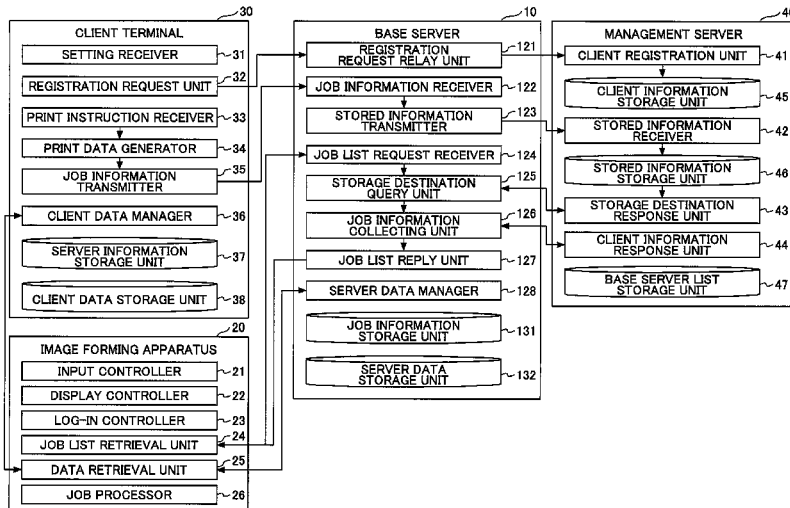 30
CLIENT TERMINAL
SETTING RECEIVER
31
32
REGISTRATION REQUEST UNIT
PRINT INSTRUCTION RECEIVER
33
PRINT DATA GENERATOR
34
35
JOB INFORMATION
TRANSMITTER
CLIENT DATA MANAGER
36
SERVER INFORMATION
STORAGE UNIT
37
CLIENT DATA STORAGE UNIT
38
20
IMAGE FORMING APPARATUS
INPUT CONTROLLER
21
DISPLAY CONTROLLER
22
LOG-IN CONTROLLER
23
24
JOB LIST RETRIEVAL UNIT
25
DATA RETRIEVAL UNIT
JOB PROCESSOR
26
10
BASE SERVER
REGISTRATION
REQUEST RELAY UNIT
121
JOB INFORMATION RECEIVER
122
123
STORED INFORMATION
TRANSMITTER
JOB LIST REQUEST RECEIVER
124
125
STORAGE DESTINATION
QUERY UNIT
126
JOB INFORMATION
COLLECTING UNIT
JOB LIST REPLY UNIT
127
SERVER DATA MANAGER
128
JOB INFORMATION
STORAGE UNIT
131
SERVER DATA
STORAGE UNIT
132
40
MANAGEMENT SERVER
CLIENT REGISTRATION UNIT
41
CLIENT INFORMATION
STORAGE UNIT
45
STORED INFORMATION
RECEIVER
42
STORED INFORMATION
STORAGE UNIT
46
STORAGE DESTINATION
RESPONSE UNIT
43
CLIENT INFORMATION
RESPONSE UNIT
44
BASE SERVER LIST
STORAGE UNIT
47